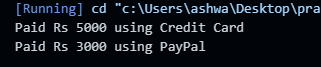 [Running] cd "c:\Users\ashwa\Desktop\pra
Paid Rs 5000 using Credit Card
Paid Rs 3000 using PayPal